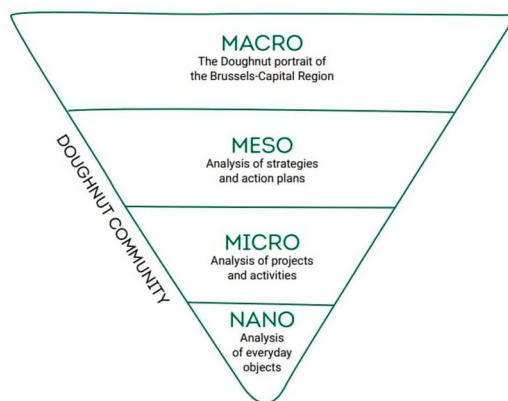 MACRO
The Doughnut portrait of
the Brussels-Capital Region
MESO
Analysis of strategies
and action plans
DOUGHNUT COMMUNITY
MICRO
Analysis of projects
and activities
NANO
Analysis
of everyday
objects